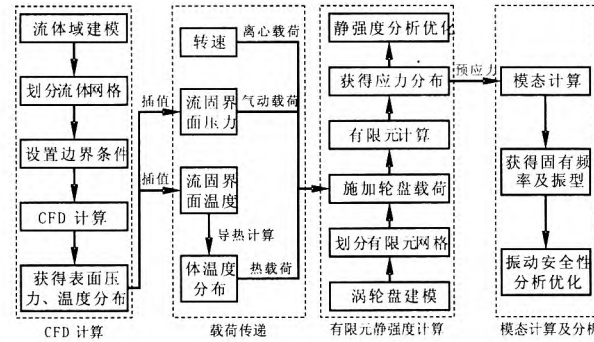 流体域建模
划分流体网格
设置边界条件
CFD 计算
获得表面压
力、温度分布
CFD 计算
插值
插值
转速
离心载荷
流固界
面压力
气动载荷
流固界
面温度
导热计算
体温度
分布
热载荷
载荷传递
静强度分析优化
获得应力分布
有限元计算
施加轮盘载荷
划分有限元网格
涡轮盘建模
有限元静强度计算
预应力
模态计算
获得固有频
率及振型
振动安全性
分析优化
模态计算及分析